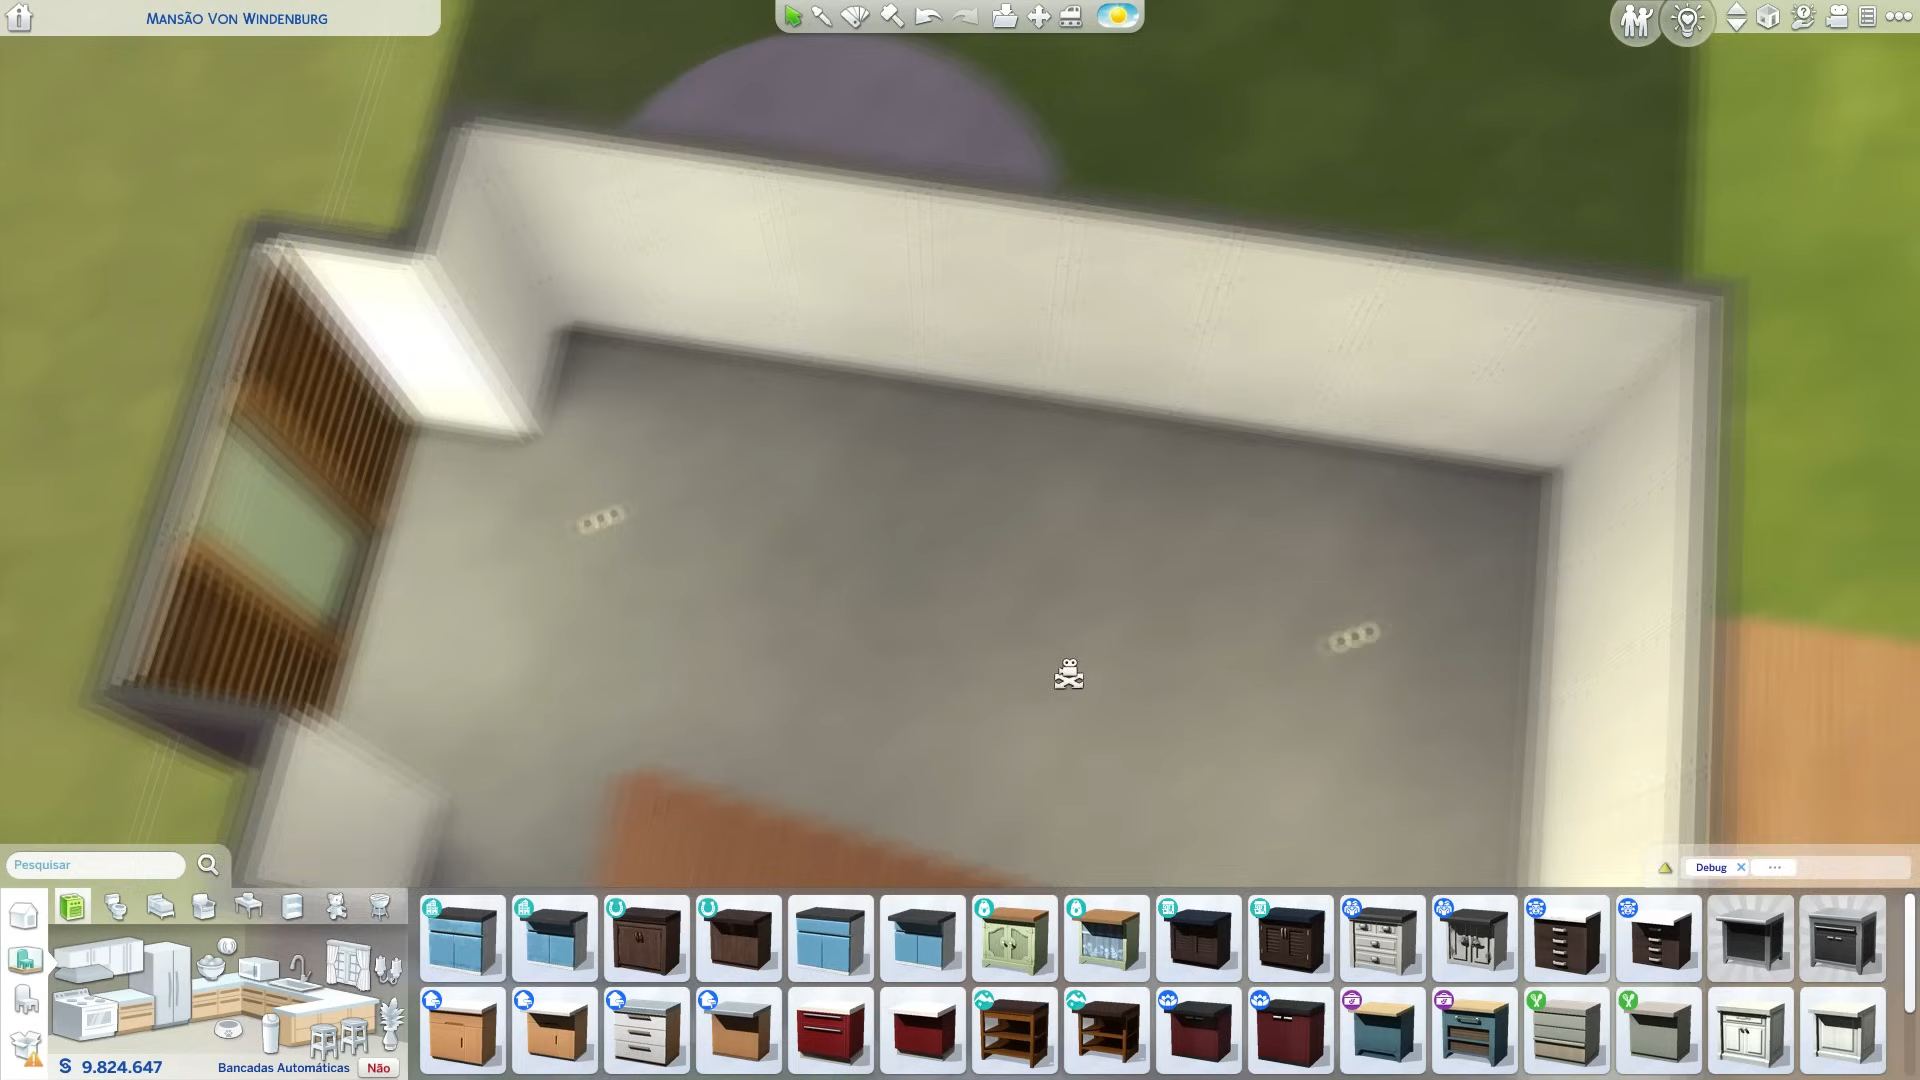 Mansão Von Windenburg
Pesquisar
Debug
9.824.647
Bancadas Automáticas
Não